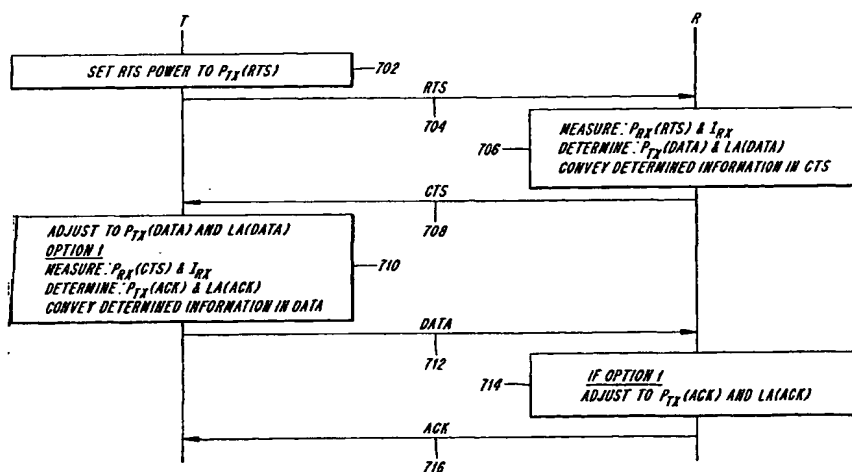 T
R
SET RTS POWER TO P_TX(RTS)
702
RTS
704
MEASURE: P_RX(RTS) & I_RX
DETERMINE: P_TX(DATA) & LA(DATA)
CONVEY DETERMINED INFORMATION IN CTS
706
CTS
708
ADJUST TO P_TX(DATA) AND LA(DATA)
OPTION 1
MEASURE: P_RX(CTS) & I_RX
DETERMINE: P_TX(ACK) & LA(ACK)
CONVEY DETERMINED INFORMATION IN DATA
710
DATA
712
IF OPTION 1
ADJUST TO P_TX(ACK) AND LA(ACK)
714
ACK
716